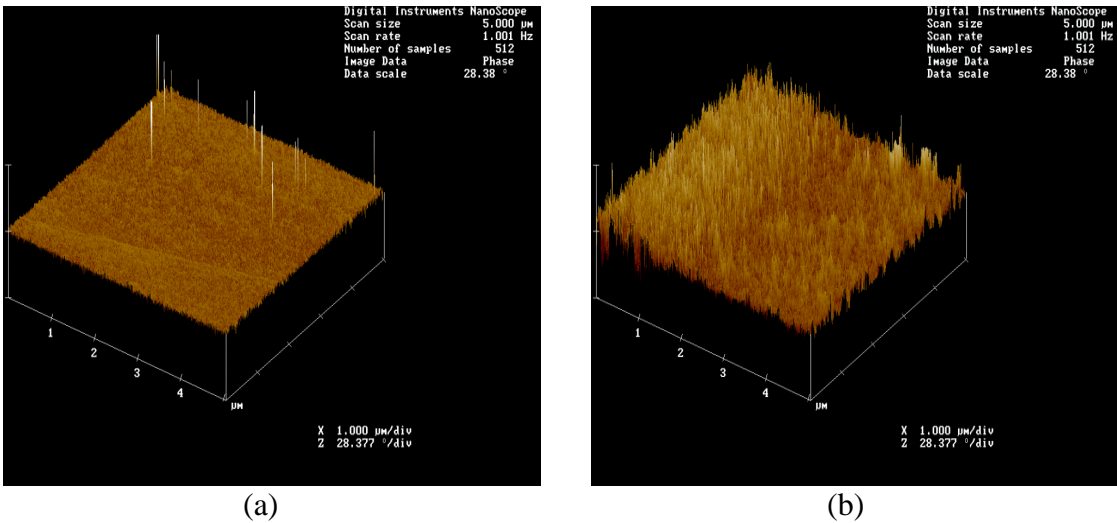 Digital Instruments NanoScope
Scan size 5.000 µm
Scan rate 1.001 Hz
Number of samples 512
Image Data Phase
Data scale 28.38 °
1
2
3
4
µm
X 1.000 µm/div
Z 28.377 °/div
(a)
Digital Instruments NanoScope
Scan size 5.000 µm
Scan rate 1.001 Hz
Number of samples 512
Image Data Phase
Data scale 28.38 °
1
2
3
4
µm
X 1.000 µm/div
Z 28.377 °/div
(b)